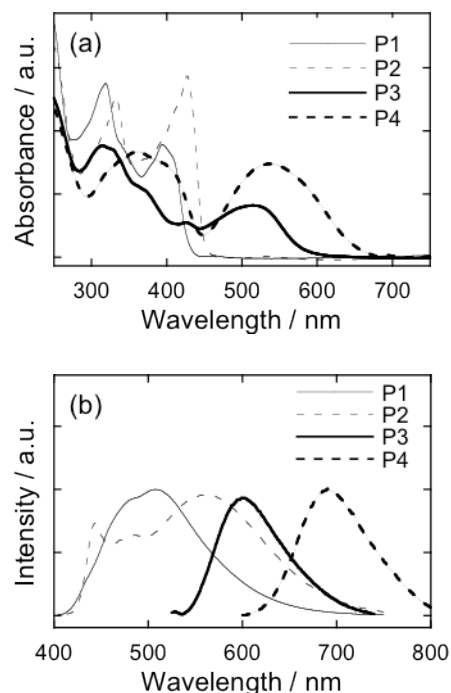 (a)
P1
P2
P3
P4
Absorbance / a.u.
300 400 500 600 700
Wavelength / nm
(b)
P1
P2
P3
P4
Intensity / a.u.
400 500 600 700 800
Wavelength / nm